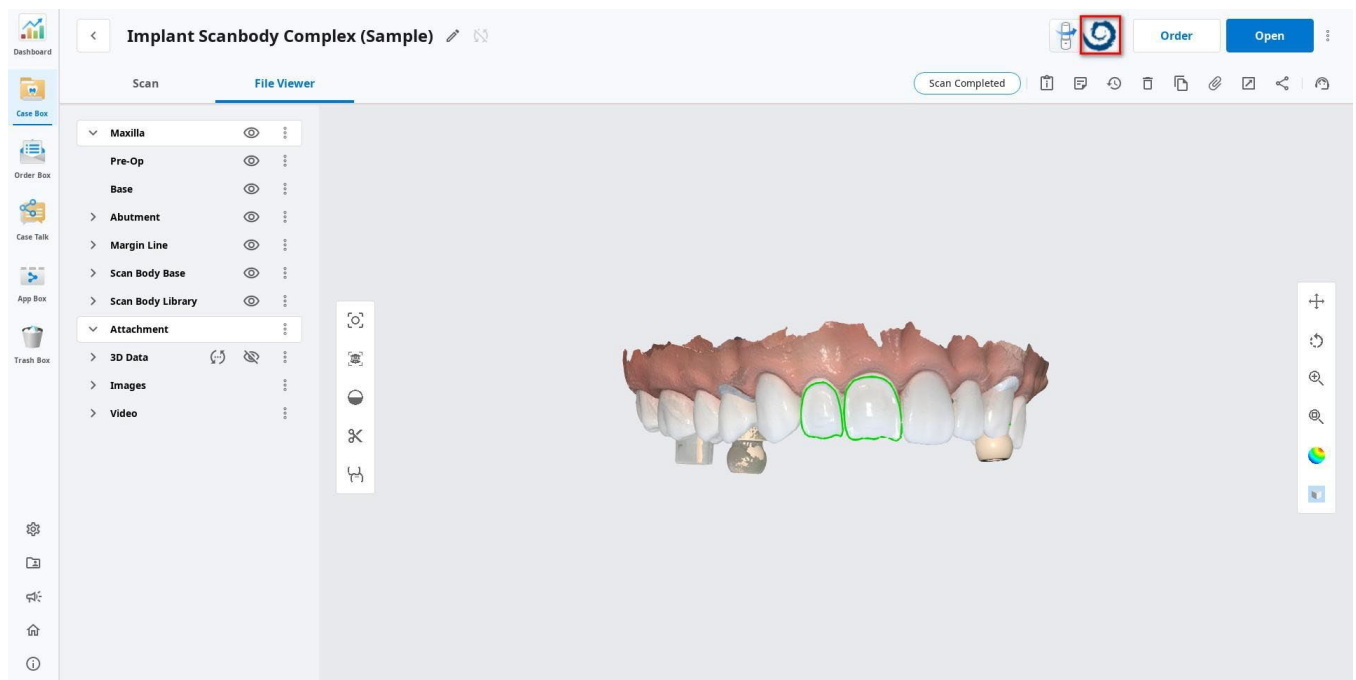 Implant Scanbody Complex (Sample)
Order
Open
Dashboard
Scan
File Viewer
Scan Completed
Case Box
Order Box
Case Talk
App Box
Trash Box
Maxilla
Pre-Op
Base
Abutment
Margin Line
Scan Body Base
Scan Body Library
Attachment
3D Data
Images
Video